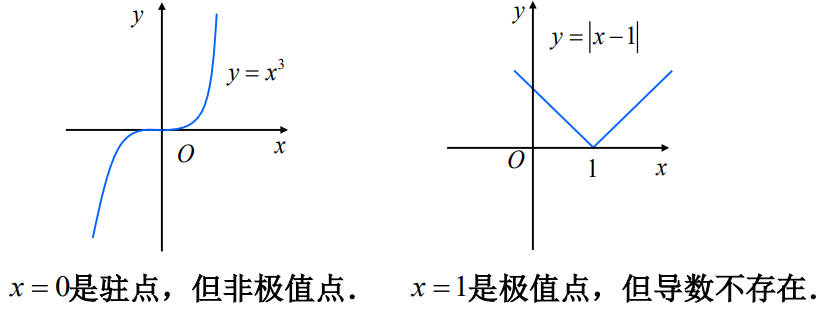 y
y = x³
O
x
y
y = |x − 1|
O
1
x
x = 0是驻点，但非极值点．
x = 1是极值点，但导数不存在．